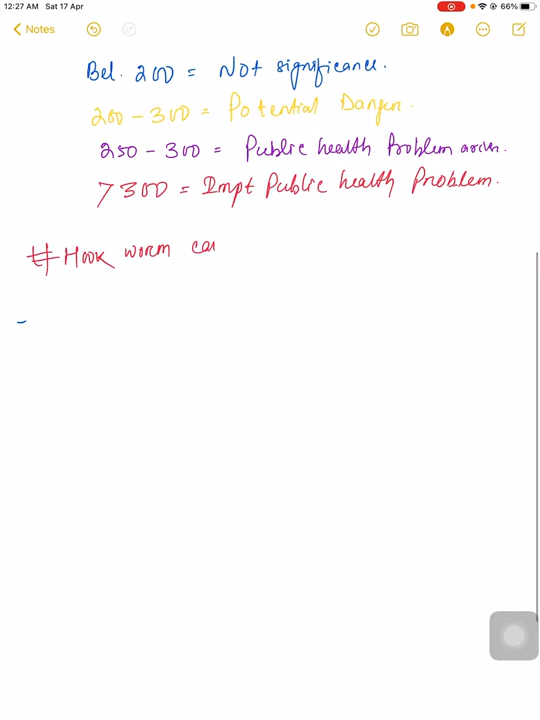 12:27 AM Sat 17 Apr 66%
Notes
Bel. 200 = Not significance.
200 - 300 = Potential Danger.
250 - 300 = Public health Problem
> 300 = Impt Public health Problem.
# Hook worm car
-